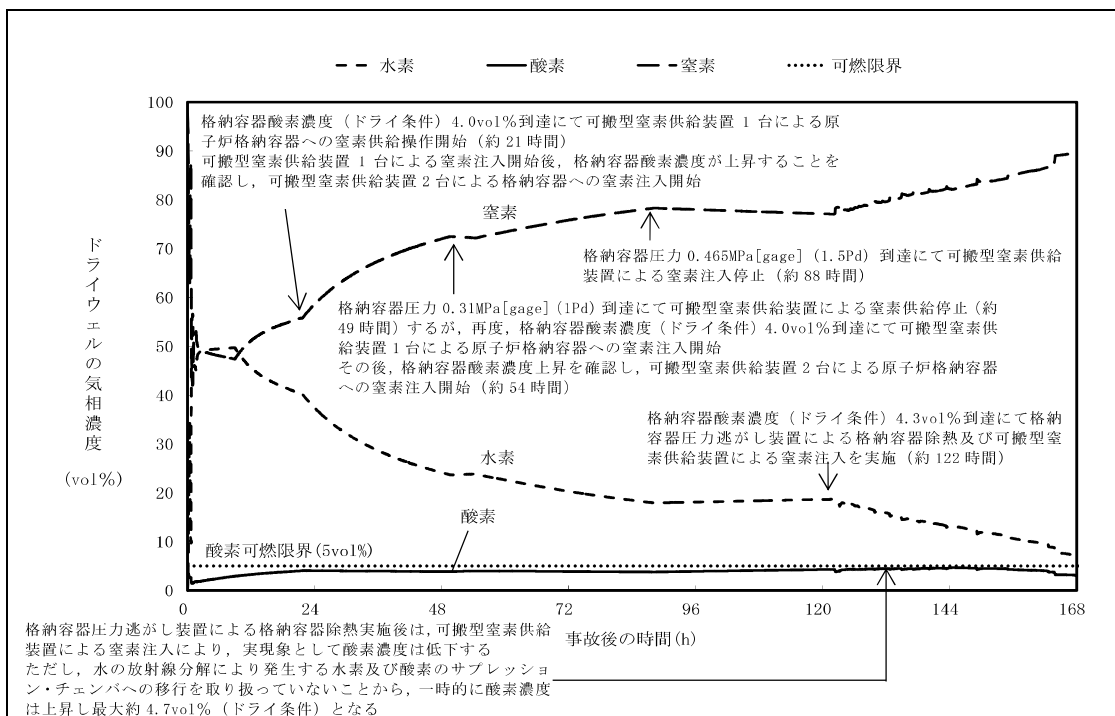 水素 酸素 窒素 可燃限界
100
90
80
70
60
50
40
30
20
10
0
ドライウェルの気相濃度
(vol%)
格納容器酸素濃度（ドライ条件）4.0vol%到達にて可搬型窒素供給装置1台による原
子炉格納容器への窒素供給操作開始（約21時間）
可搬型窒素供給装置1台による窒素注入開始後，格納容器酸素濃度が上昇することを
確認し，可搬型窒素供給装置2台による格納容器への窒素注入開始
窒素
格納容器圧力0.465MPa[gage]（1.5Pd）到達にて可搬型窒素供給
装置による窒素注入停止（約88時間）
格納容器圧力0.31MPa[gage]（1Pd）到達にて可搬型窒素供給装置による窒素供給停止（約
49時間）するが，再度，格納容器酸素濃度（ドライ条件）4.0vol%到達にて可搬型窒素供
給装置1台による原子炉格納容器への窒素注入開始
その後，格納容器酸素濃度上昇を確認し，可搬型窒素供給装置2台による原子炉格納容器
への窒素注入開始（約54時間）
格納容器酸素濃度（ドライ条件）4.3vol%到達にて格納
容器圧力逃がし装置による格納容器除熱及び可搬型窒
素供給装置による窒素注入を実施（約122時間）
水素
酸素
酸素可燃限界(5vol%)
0 24 48 72 96 120 144 168
事故後の時間(h)
格納容器圧力逃がし装置による格納容器除熱実施後は，可搬型窒素供給
装置による窒素注入により，実現象として酸素濃度は低下する
ただし，水の放射線分解により発生する水素及び酸素のサプレッション
・チェンバへの移行を取り扱っていないことから，一時的に酸素濃度
は上昇し最大約4.7vol%（ドライ条件）となる